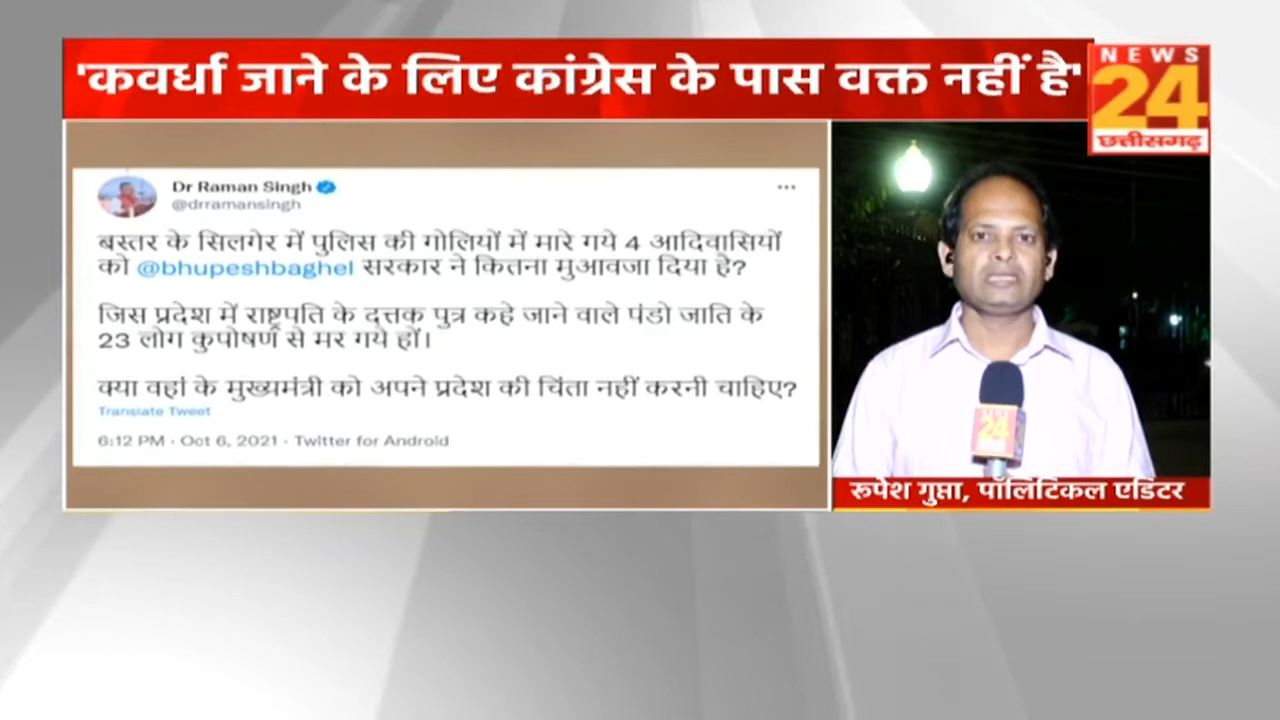 'कवर्धा जाने के लिए कांग्रेस के पास वक्त नहीं है'
NEWS
24
छत्तीसगढ़
Dr Raman Singh
@drramansingh
बस्तर के सिलगेर में पुलिस की गोलियों में मारे गये 4 आदिवासियों
को @bhupeshbaghel सरकार ने कितना मुआवजा दिया है?
जिस प्रदेश में राष्ट्रपति के दत्तक पुत्र कहे जाने वाले पंडो जाति के
23 लोग कुपोषण से मर गये हों।
क्या वहां के मुख्यमंत्री को अपने प्रदेश की चिंता नहीं करनी चाहिए?
Translate Tweet
6:12 PM · Oct 6, 2021 · Twitter for Android
NEWS
24
रूपेश गुप्ता, पॉलिटिकल एडिटर